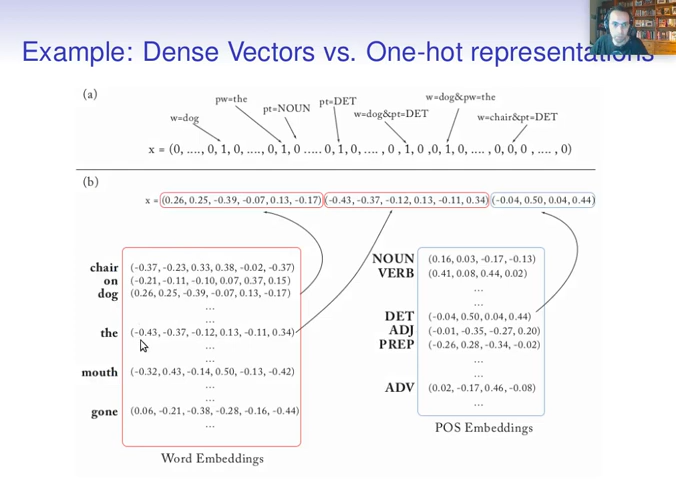 Example: Dense Vectors vs. One-hot representations
(a)
w=dog
pw=the
pt=NOUN
pt=DET
w=dog&pt=DET
w=dog&pw=the
w=chair&pt=DET
x = (0, ...., 0, 1, 0, ...., 0, 1, 0 ..... 0, 1, 0, .... , 0 , 1, 0 ,0, 1, 0, .... , 0, 0, 0 , .... , 0)
(b)
x = (0.26, 0.25, -0.39, -0.07, 0.13, -0.17) (-0.43, -0.37, -0.12, 0.13, -0.11, 0.34) (-0.04, 0.50, 0.04, 0.44)
chair (-0.37, -0.23, 0.33, 0.38, -0.02, -0.37)
on (-0.21, -0.11, -0.10, 0.07, 0.37, 0.15)
dog (0.26, 0.25, -0.39, -0.07, 0.13, -0.17)
...
...
the (-0.43, -0.37, -0.12, 0.13, -0.11, 0.34)
...
...
mouth (-0.32, 0.43, -0.14, 0.50, -0.13, -0.42)
...
...
gone (0.06, -0.21, -0.38, -0.28, -0.16, -0.44)
...
Word Embeddings
NOUN (0.16, 0.03, -0.17, -0.13)
VERB (0.41, 0.08, 0.44, 0.02)
...
...
DET (-0.04, 0.50, 0.04, 0.44)
ADJ (-0.01, -0.35, -0.27, 0.20)
PREP (-0.26, 0.28, -0.34, -0.02)
...
...
ADV (0.02, -0.17, 0.46, -0.08)
...
POS Embeddings